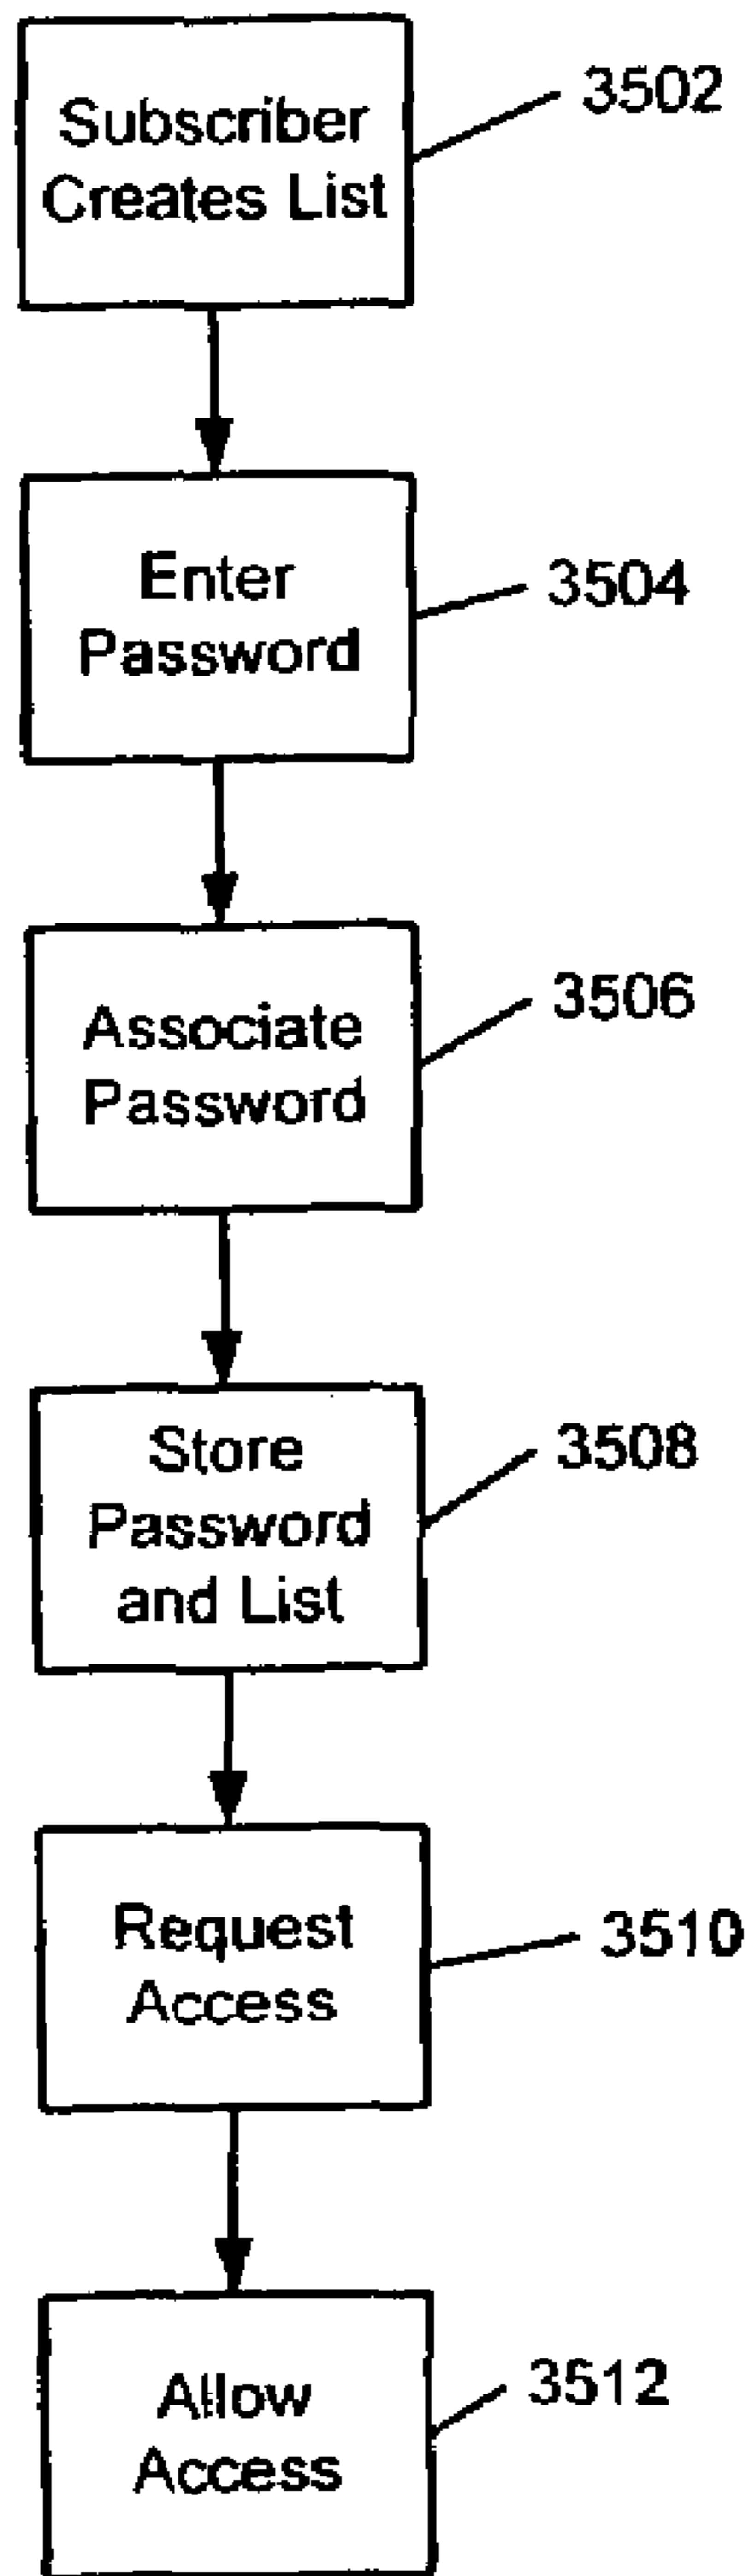 Subscriber
Creates List
3502
Enter
Password
3504
Associate
Password
3506
Store
Password
and List
3508
Request
Access
3510
Allow
Access
3512